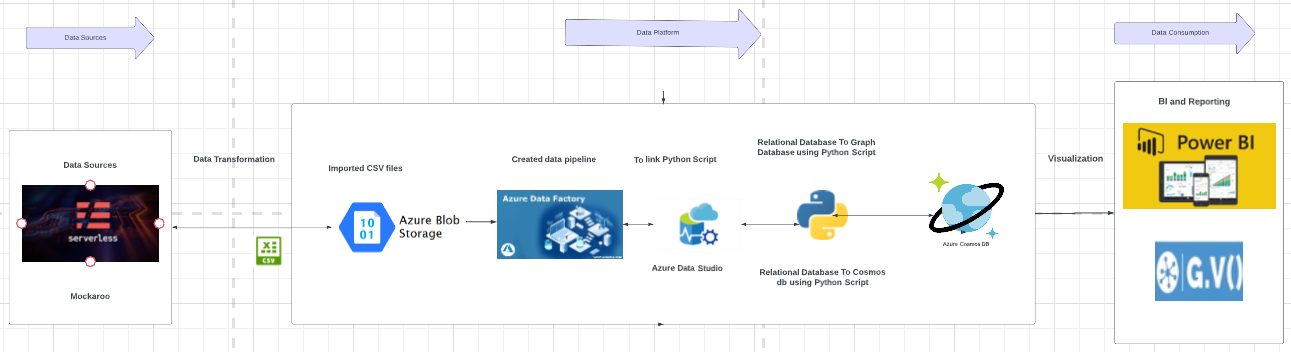 Data Sources
Data Platform
Data Consumption
Data Sources
serverless
Mockaroo
Data Transformation
CSV
Imported CSV files
10
01
Azure Blob
Storage
Created data pipeline
Azure Data Factory
To link Python Script
Azure Data Studio
Relational Database To Graph
Database using Python Script
Relational Database To Cosmos
db using Python Script
Azure Cosmos DB
Visualization
BI and Reporting
Power BI
G.V()